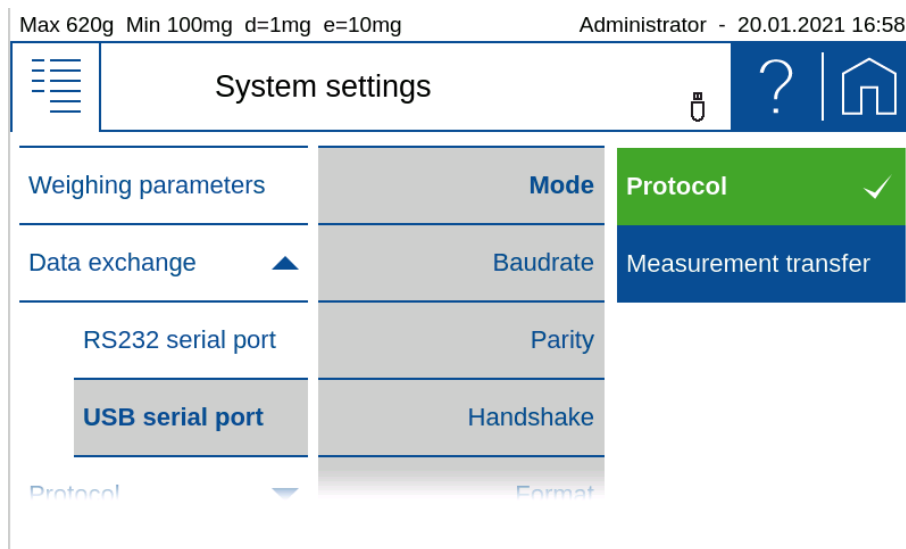 Max 620g Min 100mg d=1mg e=10mg Administrator - 20.01.2021 16:58
System settings ?
Weighing parameters Mode Protocol
Data exchange Baudrate Measurement transfer
RS232 serial port Parity
USB serial port Handshake
Protocol Format